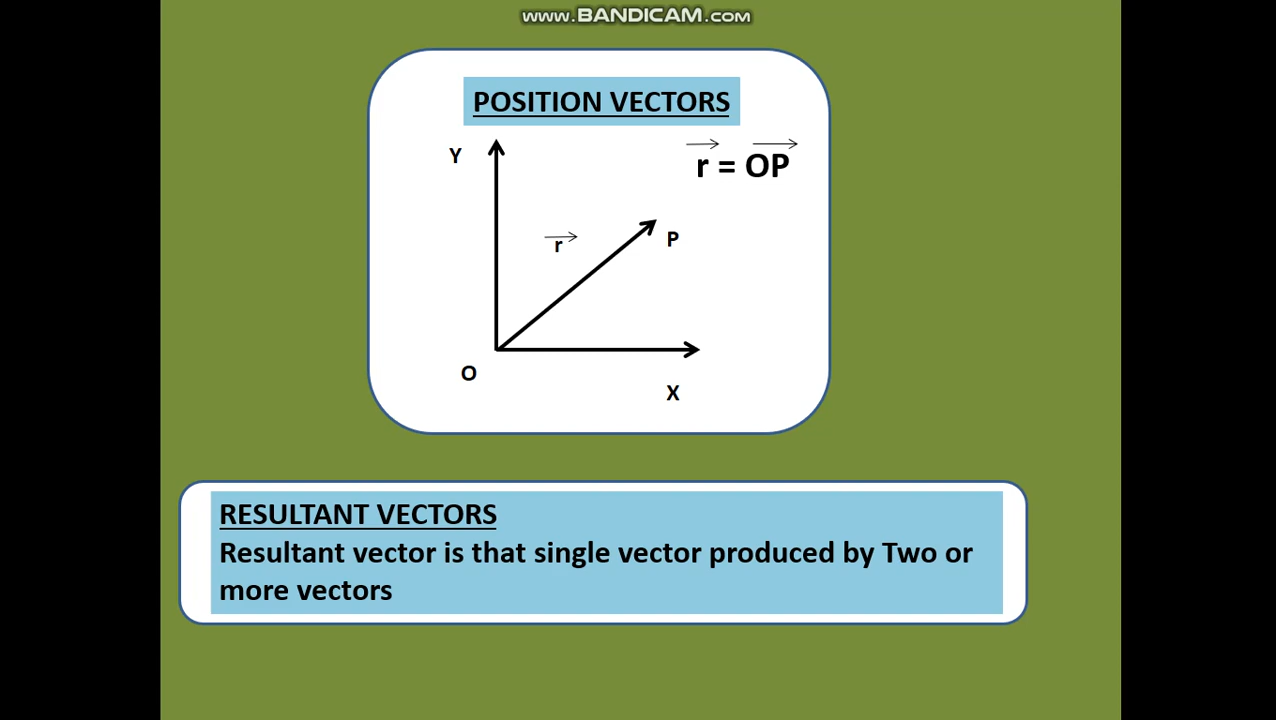 www.BANDICAM.com
POSITION VECTORS
Y
r = OP
r
P
O
X
RESULTANT VECTORS
Resultant vector is that single vector produced by Two or
more vectors